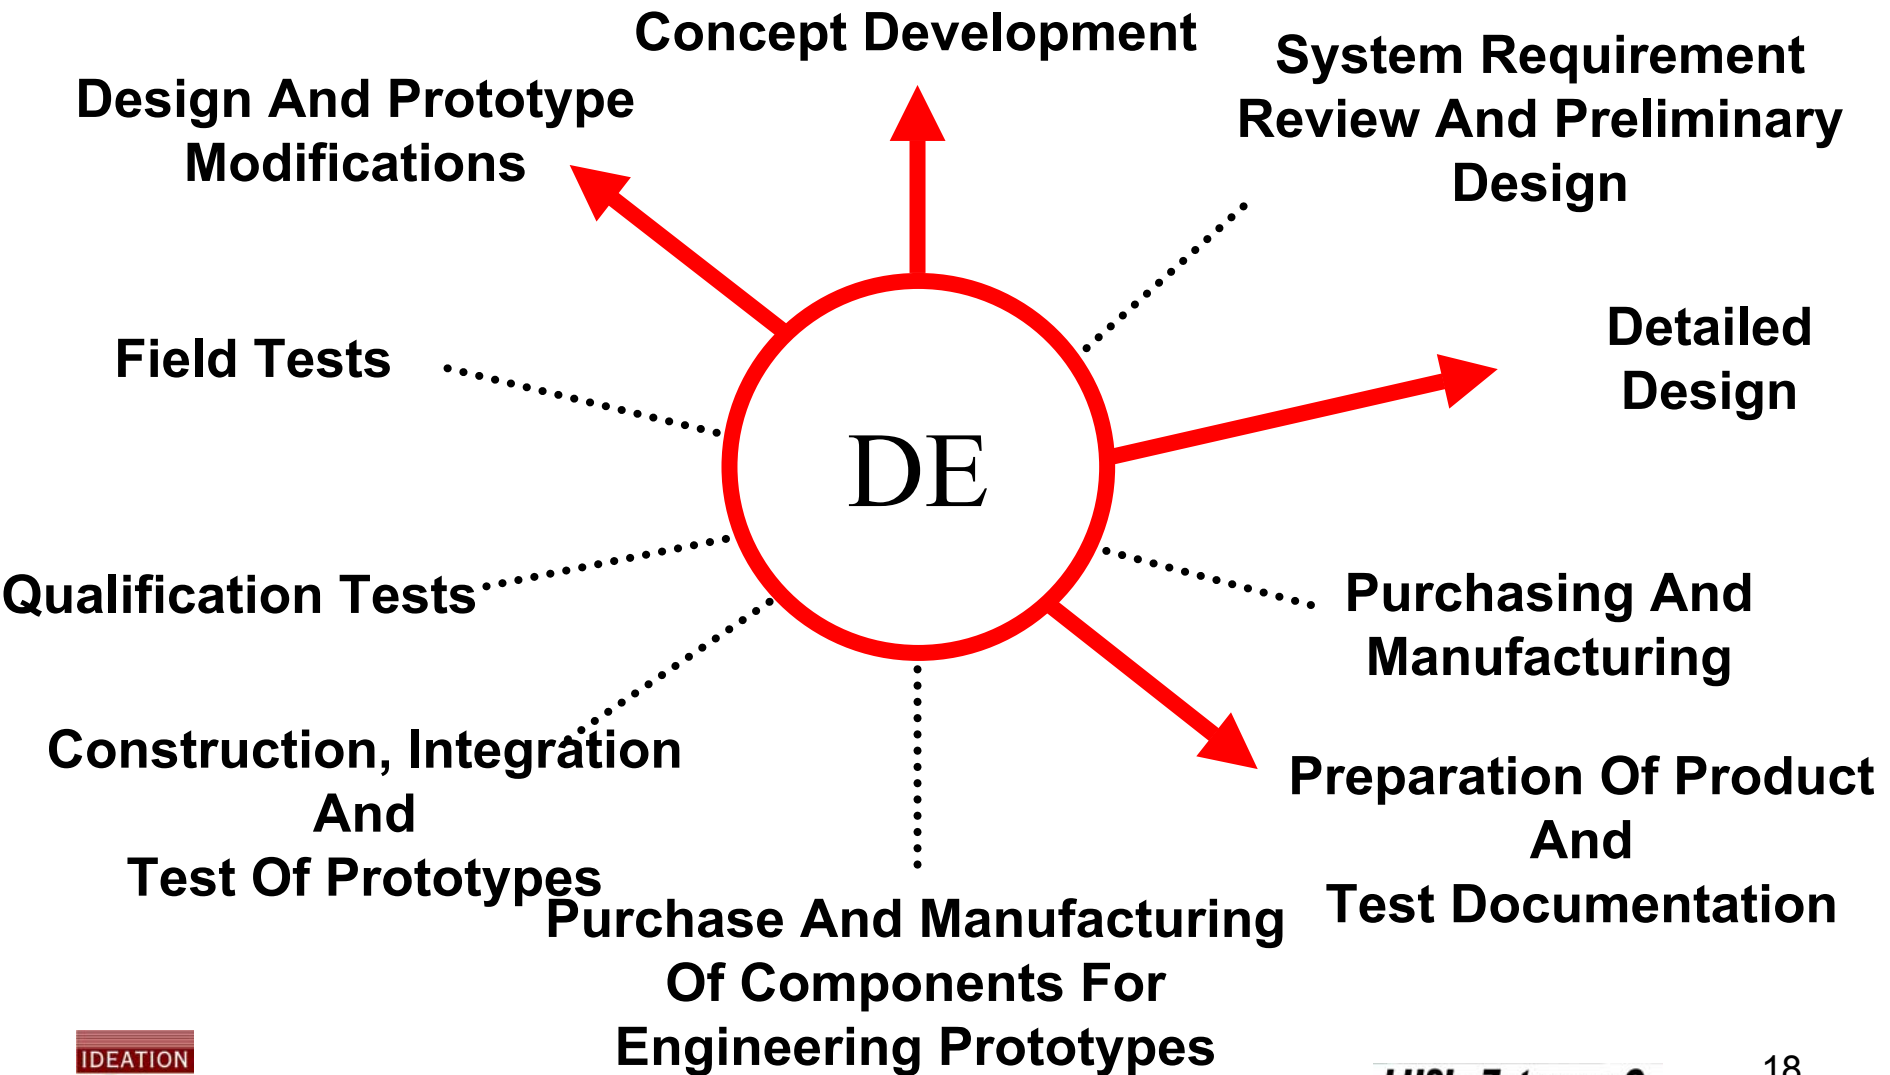 Concept Development
System Requirement
Review And Preliminary
Design
Design And Prototype
Modifications
Detailed
Design
Field Tests
DE
Purchasing And
Manufacturing
Qualification Tests
Construction, Integration
And
Test Of Prototypes
Preparation Of Product
And
Test Documentation
Purchase And Manufacturing
Of Components For
Engineering Prototypes
IDEATION
18